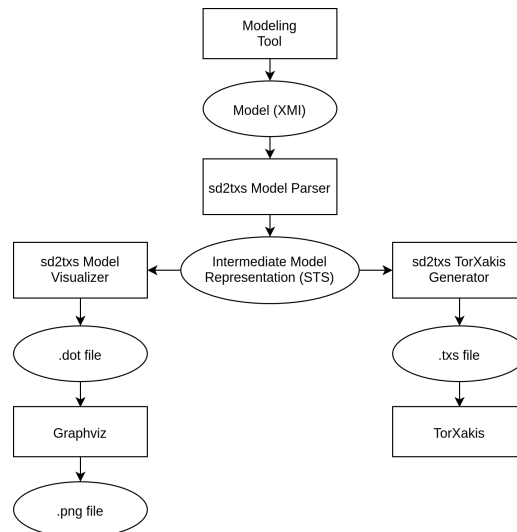 Modeling
Tool
Model (XMI)
sd2txs Model Parser
Intermediate Model
Representation (STS)
sd2txs Model
Visualizer
sd2txs TorXakis
Generator
.dot file
.txs file
Graphviz
TorXakis
.png file